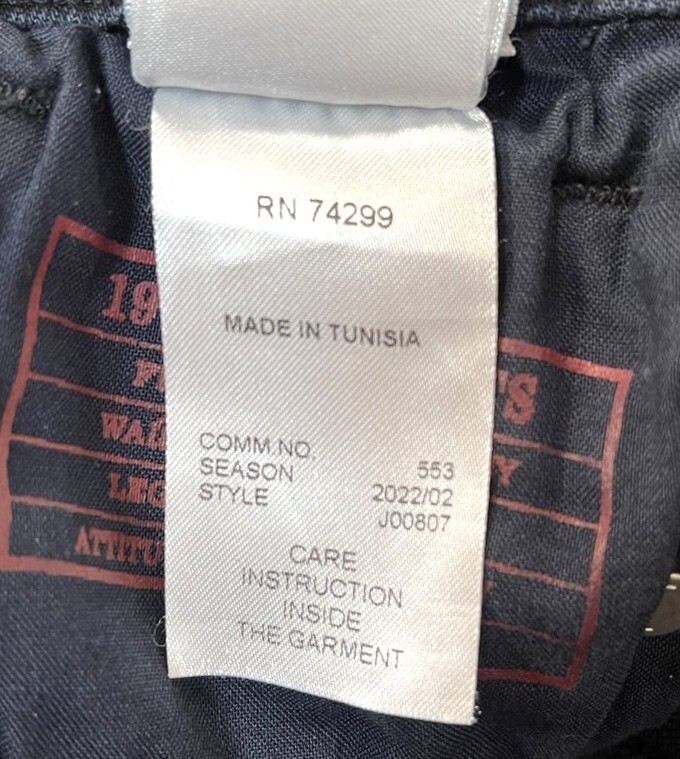 RN 74299
MADE IN TUNISIA
COMM.NO. 553
SEASON 2022/02
STYLE J00807
CARE
INSTRUCTION
INSIDE
THE GARMENT